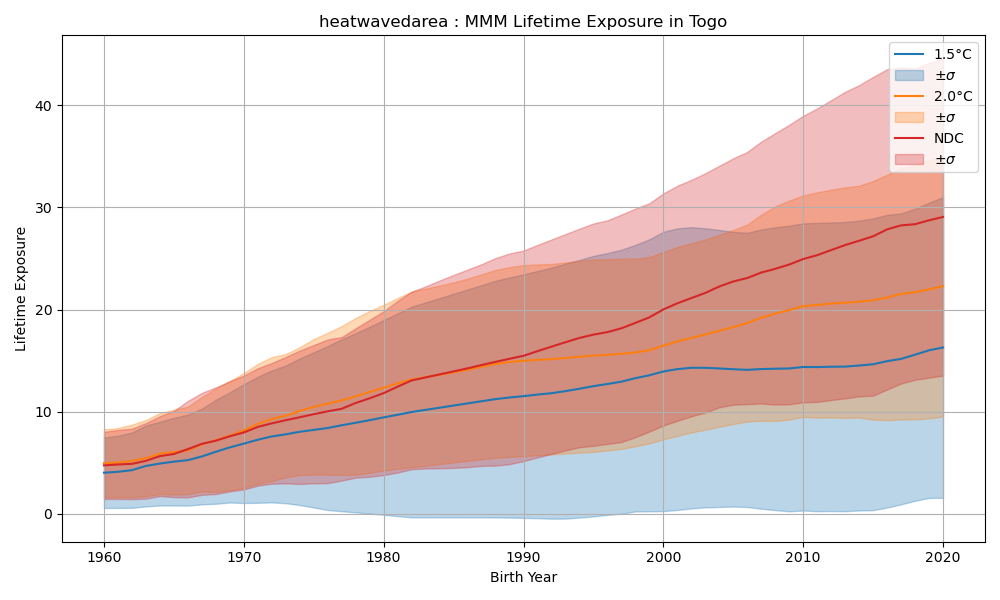 heatwavedarea : MMM Lifetime Exposure in Togo
Lifetime Exposure
40
30
20
10
0
1960
1970
1980
1990
2000
2010
2020
Birth Year
1.5°C
±σ
2.0°C
±σ
NDC
±σ